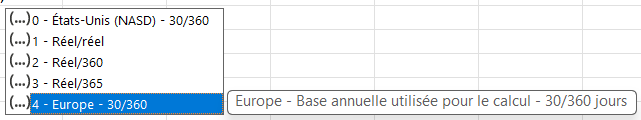 (...)0 - États-Unis (NASD) - 30/360
(...)1 - Réel/réel
(...)2 - Réel/360
(...)3 - Réel/365
(...)4 - Europe - 30/360
Europe - Base annuelle utilisée pour le calcul - 30/360 jours